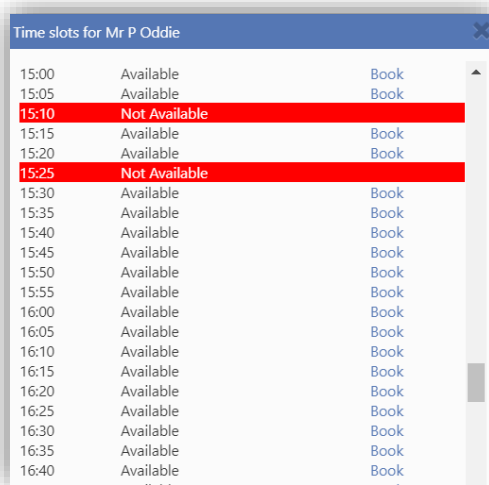 Time slots for Mr P Oddie
15:00 Available Book
15:05 Available Book
15:10 Not Available
15:15 Available Book
15:20 Available Book
15:25 Not Available
15:30 Available Book
15:35 Available Book
15:40 Available Book
15:45 Available Book
15:50 Available Book
15:55 Available Book
16:00 Available Book
16:05 Available Book
16:10 Available Book
16:15 Available Book
16:20 Available Book
16:25 Available Book
16:30 Available Book
16:35 Available Book
16:40 Available Book